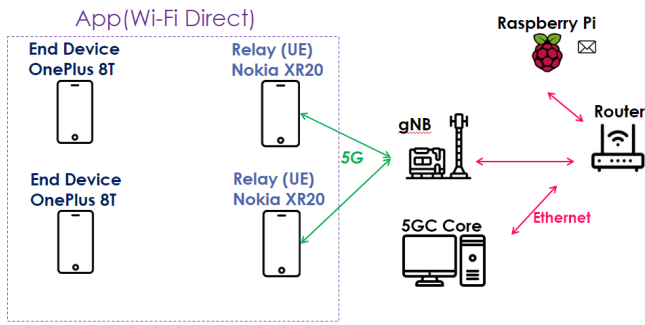 App(Wi-Fi Direct)
End Device
OnePlus 8T
Relay (UE)
Nokia XR20
End Device
OnePlus 8T
Relay (UE)
Nokia XR20
5G
gNB
5GC Core
Raspberry Pi
Router
Ethernet